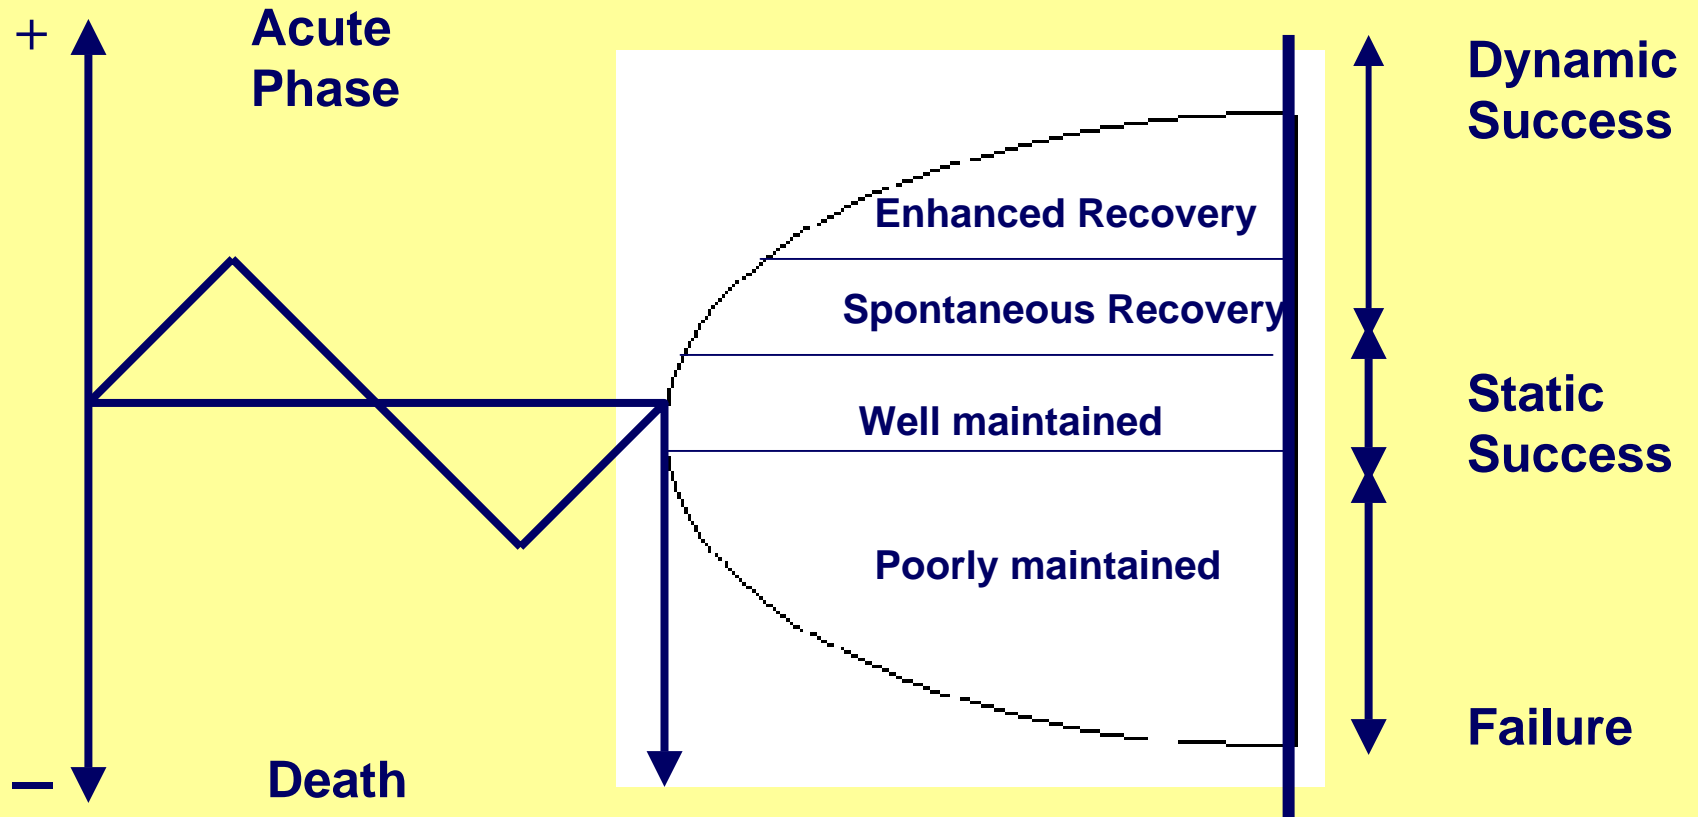 +
Acute
Phase
Dynamic
Success
Enhanced Recovery
Spontaneous Recovery
Static
Success
Well maintained
Poorly maintained
Failure
Death
–